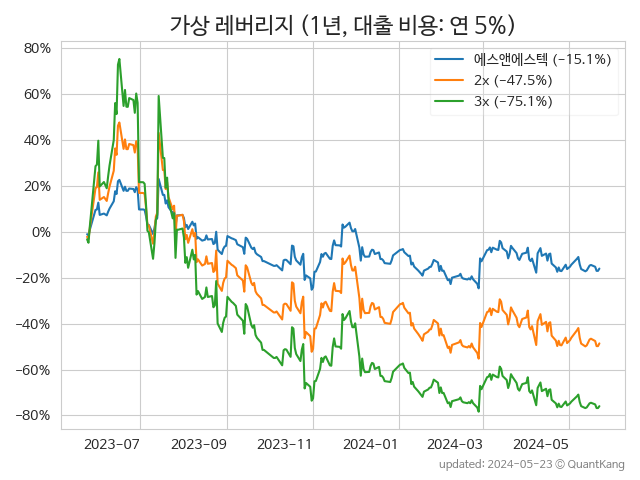 가상 레버리지 (1년, 대출 비용: 연 5%)
에스앤에스텍 (−15.1%)
2x (−47.5%)
3x (−75.1%)
80%
60%
40%
20%
0%
−20%
−40%
−60%
−80%
2023-07 2023-09 2023-11 2024-01 2024-03 2024-05
updated: 2024-05-23 ⓒ QuantKang